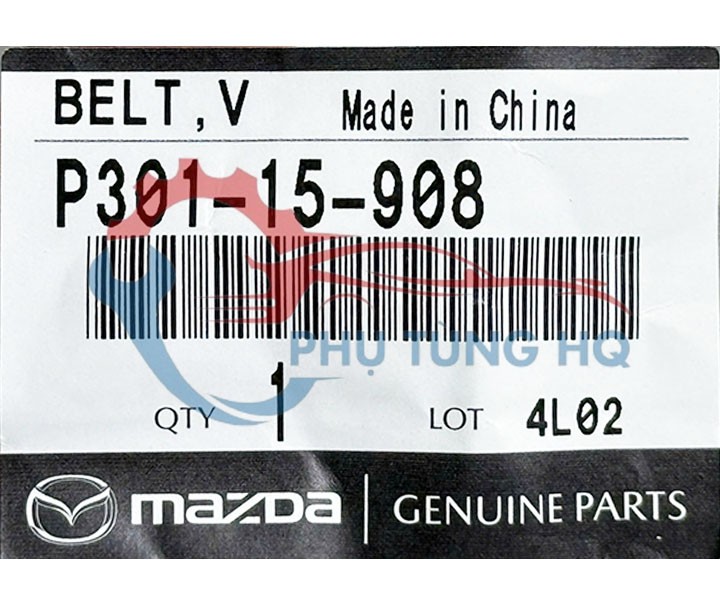 BELT,V Made in China
P301-15-908
PHỤ TÙNG HQ
QTY 1 LOT 4L02
mazda GENUINE PARTS